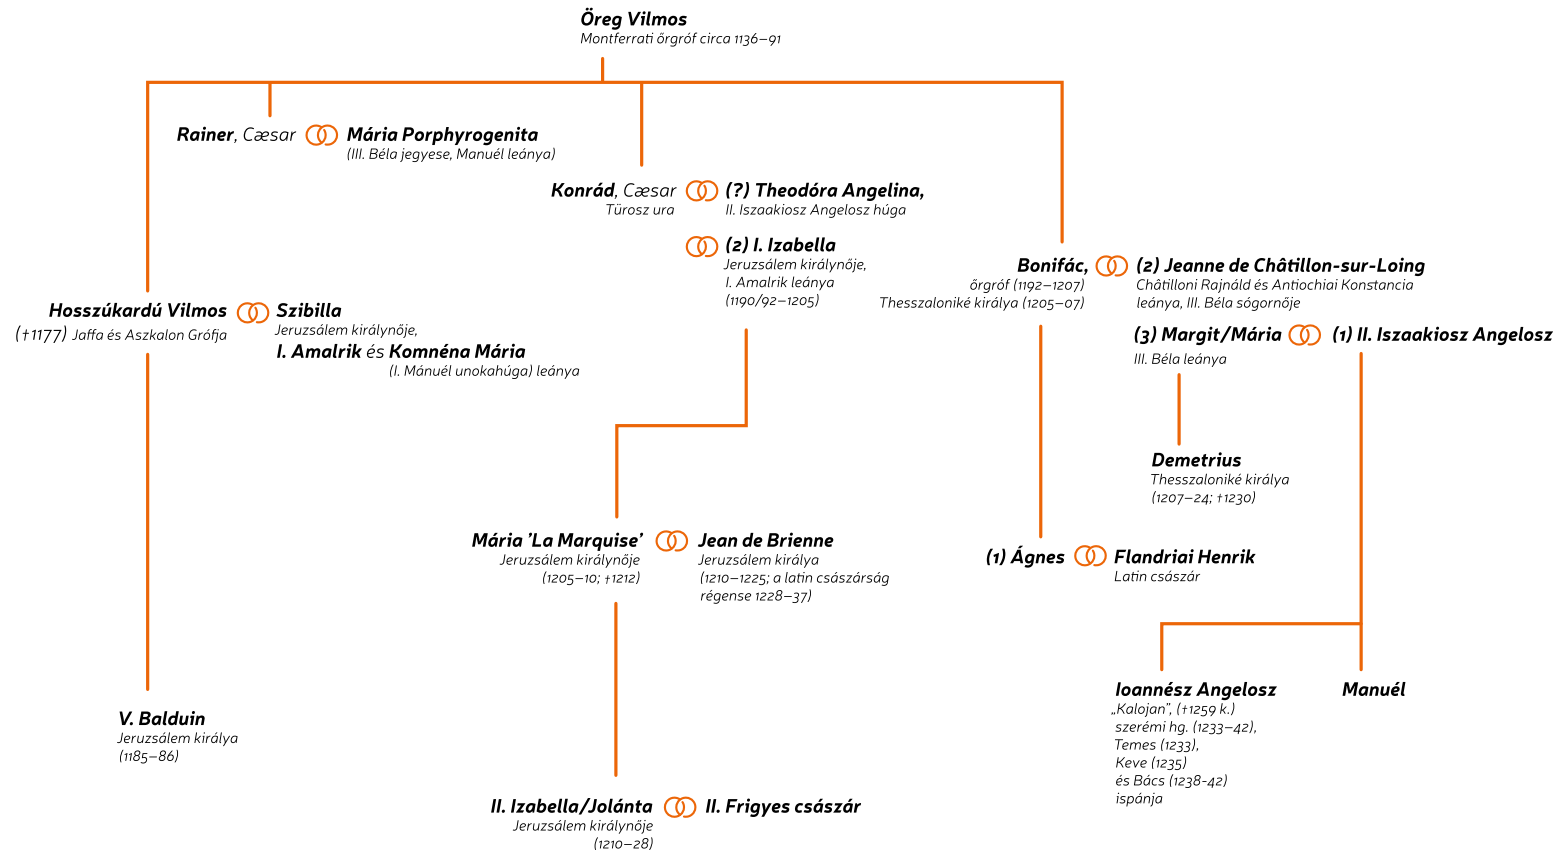 Öreg Vilmos
Montferrati őrgróf circa 1136–91
Rainer, Cæsar
Mária Porphyrogenita
(III. Béla jegyese, Manuél leánya)
Konrád, Cæsar
Türosz ura
(?) Theodóra Angelina,
II. Iszaakiosz Angelosz húga
(2) I. Izabella
Jeruzsálem királynője,
I. Amalrik leánya
(1190/92–1205)
Bonifác,
őrgróf (1192–1207)
Thesszaloniké királya (1205–07)
(2) Jeanne de Châtillon-sur-Loing
Châtilloni Rajnáld és Antiochiai Konstancia
leánya, III. Béla sógornője
(3) Margit/Mária
III. Béla leánya
(1) II. Iszaakiosz Angelosz
Hosszúkardú Vilmos
(†1177) Jaffa és Aszkalon Grófja
Szibilla
Jeruzsálem királynője,
I. Amalrik és Komnéna Mária
(I. Mánuél unokahúga) leánya
Demetrius
Thesszaloniké királya
(1207–24; †1230)
Mária ’La Marquise’
Jeruzsálem királynője
(1205–10; †1212)
Jean de Brienne
Jeruzsálem királya
(1210–1225; a latin császárság
régense 1228–37)
(1) Ágnes
Flandriai Henrik
Latin császár
V. Balduin
Jeruzsálem királya
(1185–86)
Ioannész Angelosz
„Kalojan”, (†1259 k.)
szerémi hg. (1233–42),
Temes (1233),
Keve (1235)
és Bács (1238-42)
ispánja
Manuél
II. Izabella/Jolánta
Jeruzsálem királynője
(1210–28)
II. Frigyes császár